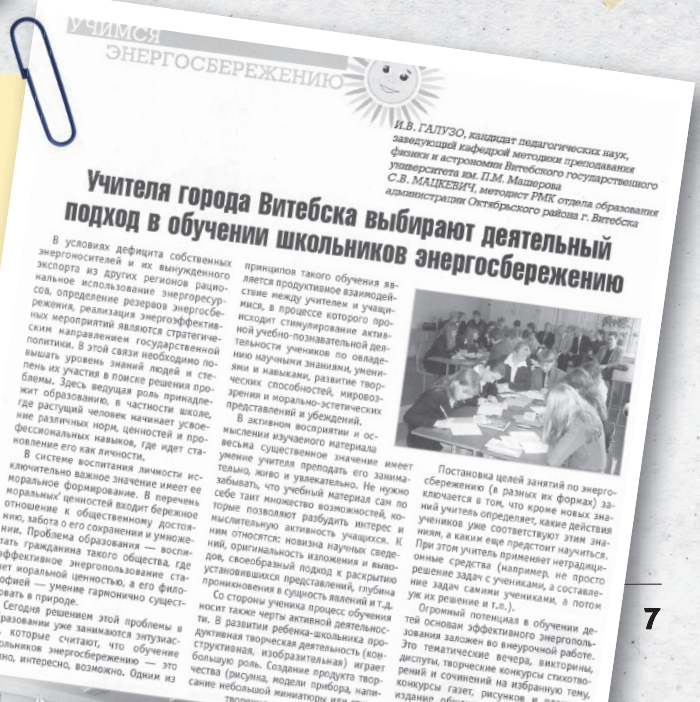 УЧИМСЯ
ЭНЕРГОСБЕРЕЖЕНИЮ
И.В. ГАЛУЗО, кандидат педагогических наук,
заведующий кафедрой методики преподавания
физики и астрономии Витебского государственного
университета им. П.М. Машерова
С.В. МАЦКЕВИЧ, методист РМК отдела образования
администрации Октябрьского района г. Витебска
Учителя города Витебска выбирают деятельный
подход в обучении школьников энергосбережению
В условиях дефицита собственных
энергоносителей и их вынужденного
экспорта из других регионов рацио-
нальное использование энергоресур-
сов, определение резервов энергосбе-
режения, реализация энергоэффектив-
ных мероприятий являются стратегиче-
ским направлением государственной
политики. В этой связи необходимо по-
вышать уровень знаний людей и сте-
пень их участия в поиске решения про-
блемы. Здесь ведущая роль принадле-
жит образованию, в частности школе,
где растущий человек начинает усвое-
ние различных норм, ценностей и про-
фессиональных навыков, где идет ста-
новление его как личности.
В системе воспитания личности ис-
ключительно важное значение имеет ее
моральное формирование. В перечень
моральных ценностей входит бережное
отношение к общественному достоя-
нию, забота о его сохранении и умноже-
нии. Проблема образования — воспи-
тать гражданина такого общества, где
эффективное энергопользование ста-
нет моральной ценностью, а его фило-
софией — умение гармонично сущест-
вовать в природе.
Сегодня решением этой проблемы в
образовании уже занимаются энтузиас-
, которые считают, что обучение
школьников энергосбережению — это
но, интересно, возможно. Одним из
принципов такого обучения яв-
ляется продуктивное взаимодей-
ствие между учителем и учащи-
мися, в процессе которого про-
исходит стимулирование актив-
ной учебно-познавательной дея-
тельности учеников по овладе-
нию научными знаниями, умени-
ями и навыками, развитие твор-
ческих способностей, мировоз-
зрения и морально-эстетических
представлений и убеждений.
В активном восприятии и ос-
мыслении изучаемого материала
весьма существенное значение имеет
умение учителя преподать его занима-
тельно, живо и увлекательно. Не нужно
забывать, что учебный материал сам по
себе таит множество возможностей, ко-
торые позволяют разбудить интерес и
мыслительную активность учащихся. К
ним относятся: новизна научных сведе-
ний, оригинальность изложения и выво-
дов, своеобразный подход к раскрытию
установившихся представлений, глубина
проникновения в сущность явлений и т.д.
Со стороны ученика процесс обучения
носит также черты активной деятельнос-
ти. В развитии ребенка-школьника про-
дуктивная творческая деятельность (кон-
структивная, изобразительная) играет
большую роль. Создание продукта твор-
чества (рисунка, модели прибора, напи-
сание небольшой миниатюры или
Постановка целей занятий по энерго-
сбережению (в разных их формах) за-
ключается в том, что кроме новых зна-
ний учитель определяет, какие действия
учеников уже соответствуют этим зна-
ниям, а каким еще предстоит научиться.
При этом учитель применяет нетрадици-
онные средства (например, не просто
решение задач с учениками, а составле-
ние задач самими учениками, а потом
уж их решение и т.п.).
Огромный потенциал в обучении де-
тей основам эффективного энергополь-
зования заложен во внеурочной работе.
Это тематические вечера, викторины,
диспуты, творческие конкурсы стихотво-
рений и сочинений на избранную тему,
конкурсы газет, рисунков и
издание
7